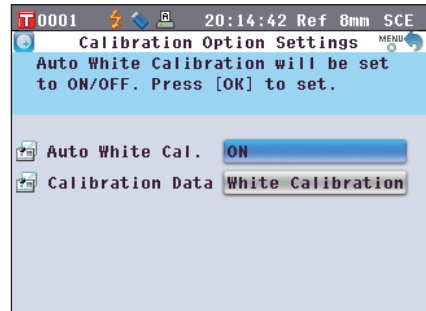 T 0001 20:14:42 Ref 8mm SCE
Calibration Option Settings MENU
Auto White Calibration will be set
to ON/OFF. Press [OK] to set.
Auto White Cal. ON
Calibration Data White Calibration